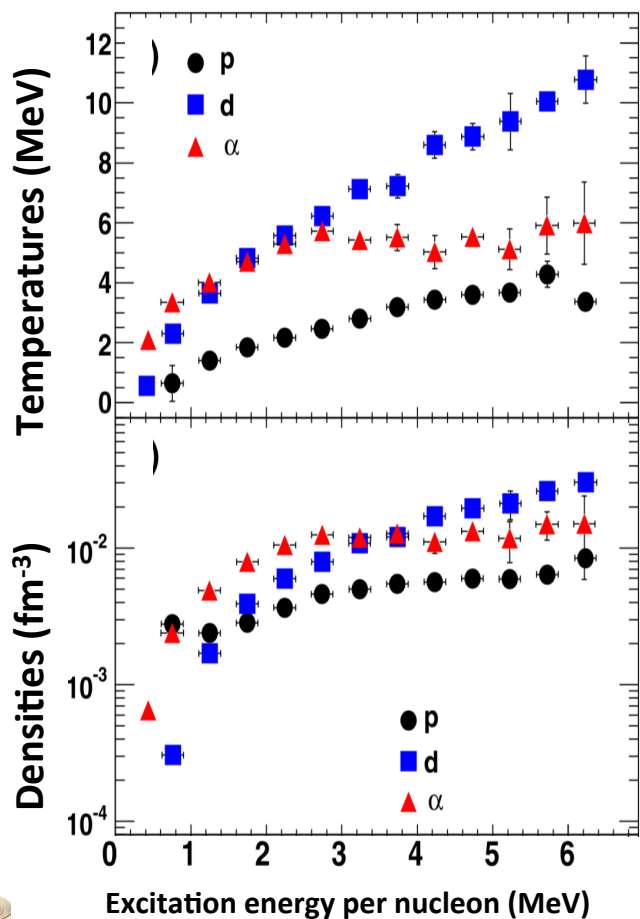 )
p
d
α
12
10
8
6
4
2
0
Temperatures (MeV)
)
10⁻²
10⁻³
10⁻⁴
Densities (fm⁻³)
p
d
α
0 1 2 3 4 5 6
Excitation energy per nucleon (MeV)